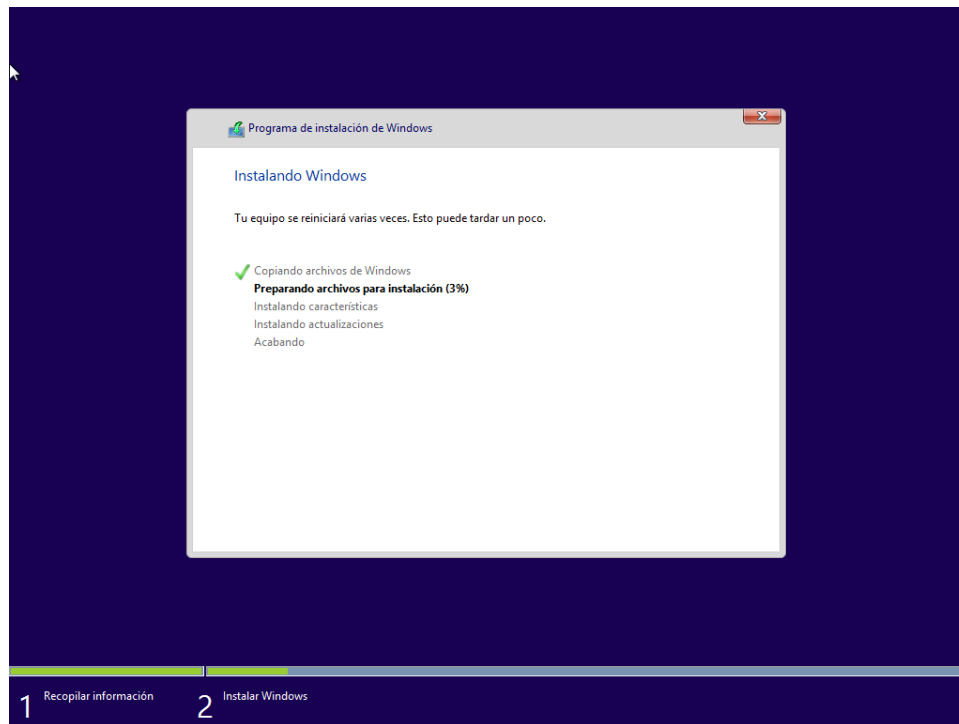 Programa de instalación de Windows
Instalando Windows
Tu equipo se reiniciará varias veces. Esto puede tardar un poco.
Copiando archivos de Windows
Preparando archivos para instalación (3%)
Instalando características
Instalando actualizaciones
Acabando
1 Recopilar información
2 Instalar Windows